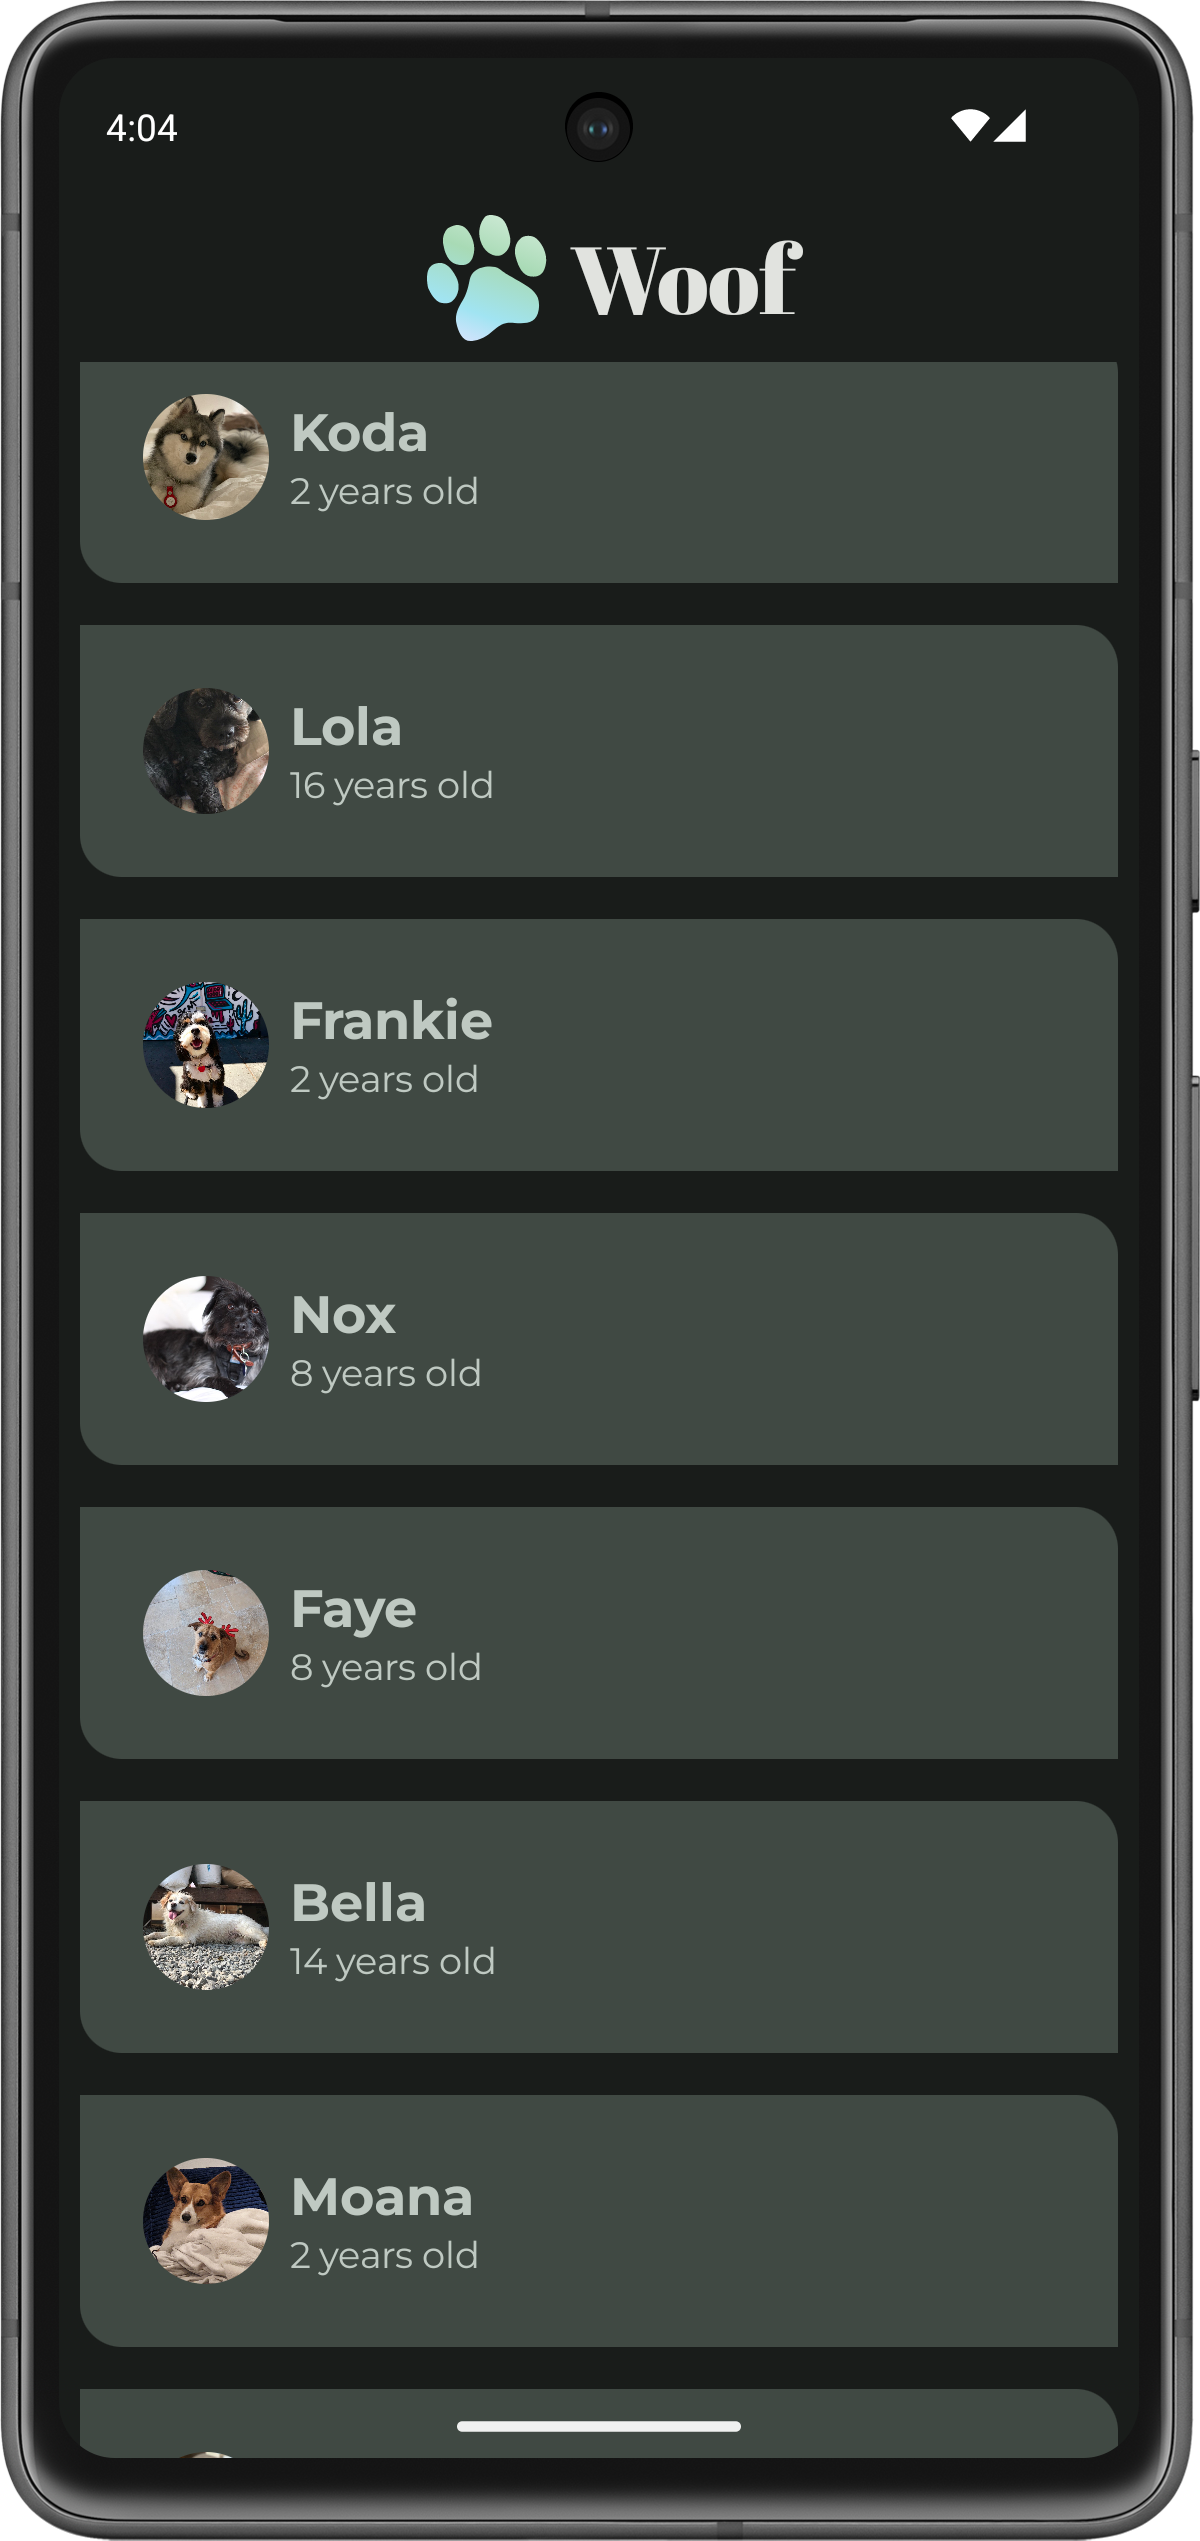 4:04
Woof
Koda
2 years old
Lola
16 years old
Frankie
2 years old
Nox
8 years old
Faye
8 years old
Bella
14 years old
Moana
2 years old